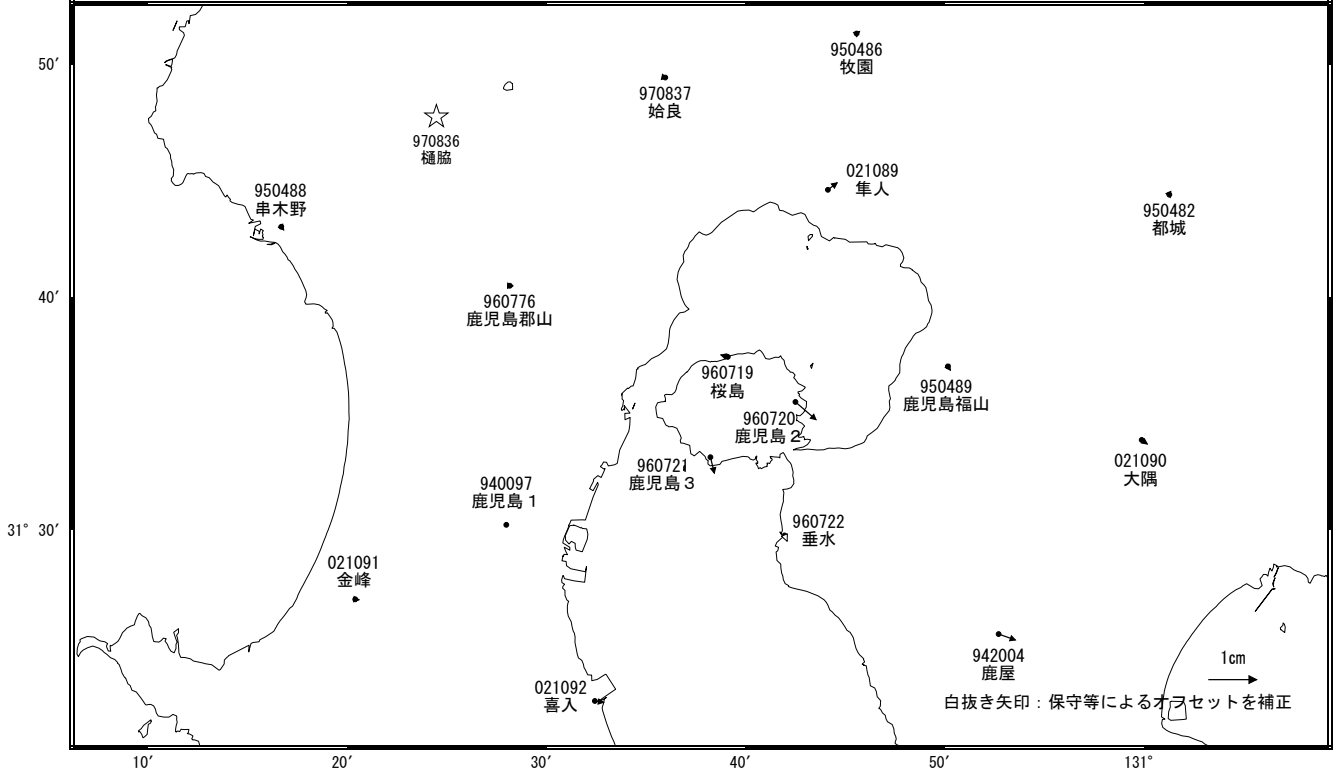 50′
950486
牧園
970837
姶良
970836
樋脇
021089
隼人
950488
串木野
950482
都城
40′
960776
鹿児島郡山
960719
桜島
950489
鹿児島福山
960720
鹿児島２
960721
鹿児島３
021090
大隅
940097
鹿児島１
31° 30′
960722
垂水
021091
金峰
942004
鹿屋
1cm
021092
喜入
白抜き矢印：保守等によるオフセットを補正
10′
20′
30′
40′
50′
131°